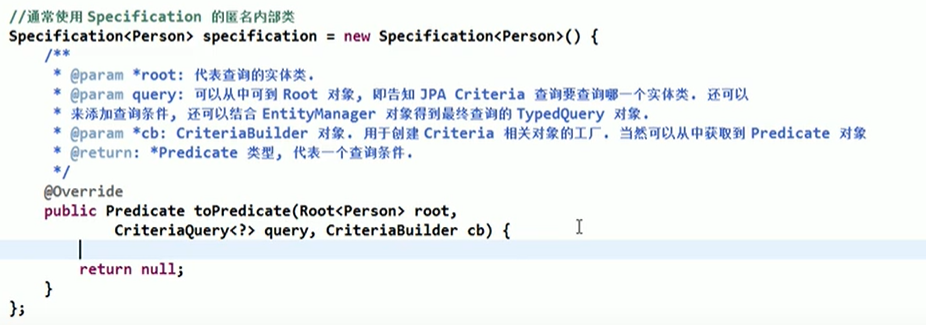 //通常使用 Specification 的匿名内部类
Specification<Person> specification = new Specification<Person>() {
/**
* @param *root: 代表查询的实体类.
* @param query: 可以从中可到 Root 对象, 即告知 JPA Criteria 查询要查询哪一个实体类. 还可以
* 来添加查询条件, 还可以结合 EntityManager 对象得到最终查询的 TypedQuery 对象.
* @param *cb: CriteriaBuilder 对象. 用于创建 Criteria 相关对象的工厂. 当然可以从中获取到 Predicate 对象
* @return: *Predicate 类型, 代表一个查询条件.
*/
@Override
public Predicate toPredicate(Root<Person> root,
CriteriaQuery<?> query, CriteriaBuilder cb) {
return null;
}
};